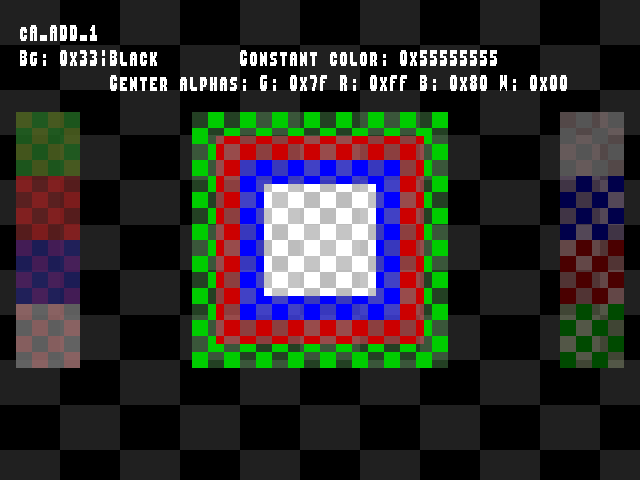 cA_ADD_1
Bg: 0x33¦Black Constant color: 0x55555555
Center alphas: G: 0x7f R: 0xff B: 0x80 W: 0x00